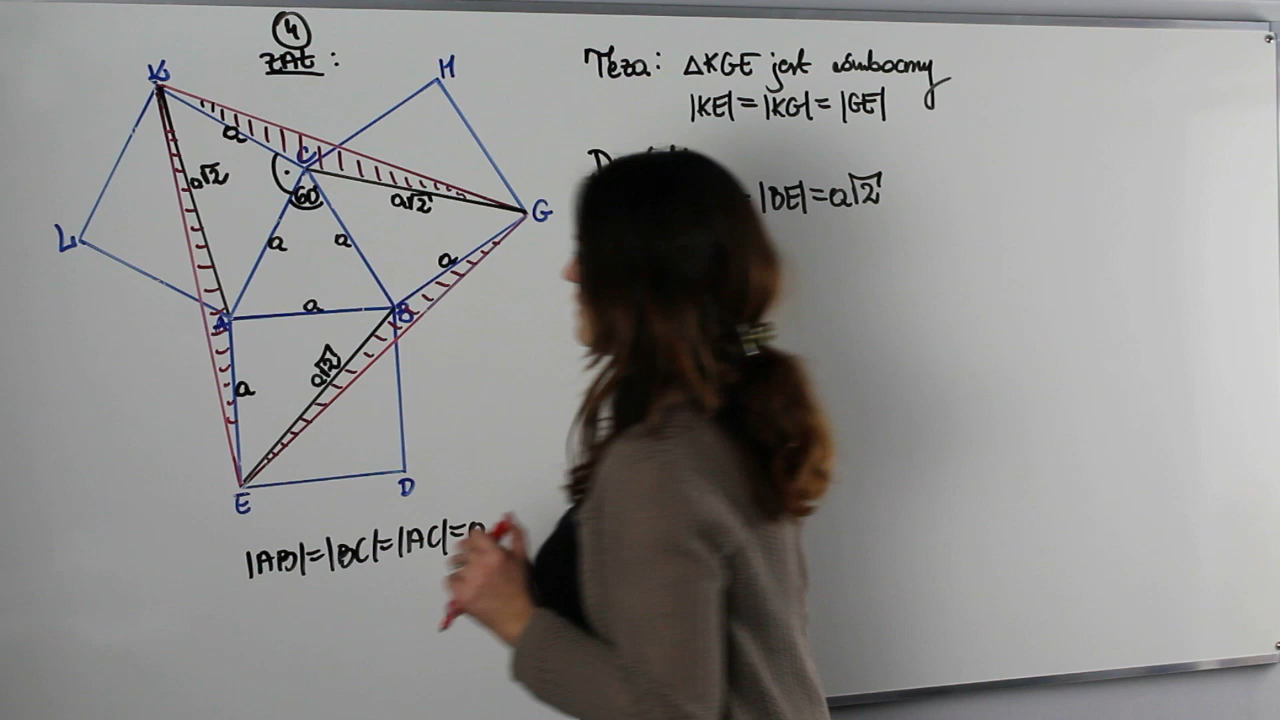 4
ZAŁ:
Teza: ΔKGE jest równoboczny
|KE| = |KG| = |GE|
|BE| = a√2
K
H
a
C
a√2
60
a√2
G
L
a
a
a
a
A
B
a√2
a
E
D
|AB|=|BC|=|AC|=a